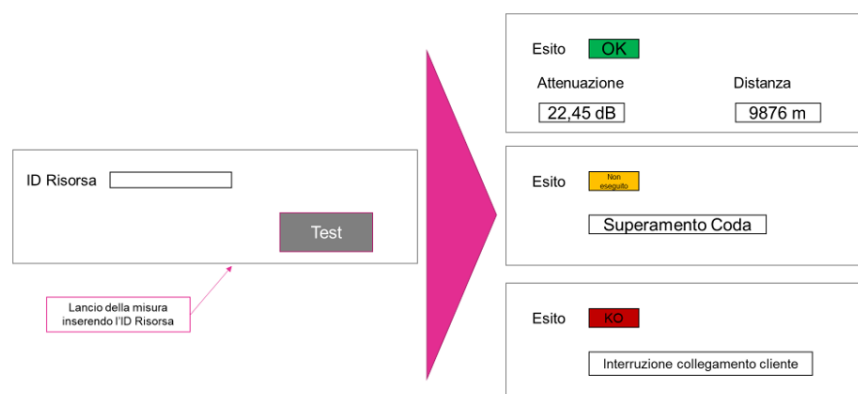 ID Risorsa
Test
Lancio della misura
inserendo l'ID Risorsa
Esito OK
Attenuazione Distanza
22,45 dB 9876 m
Esito Non
eseguito
Superamento Coda
Esito KO
Interruzione collegamento cliente